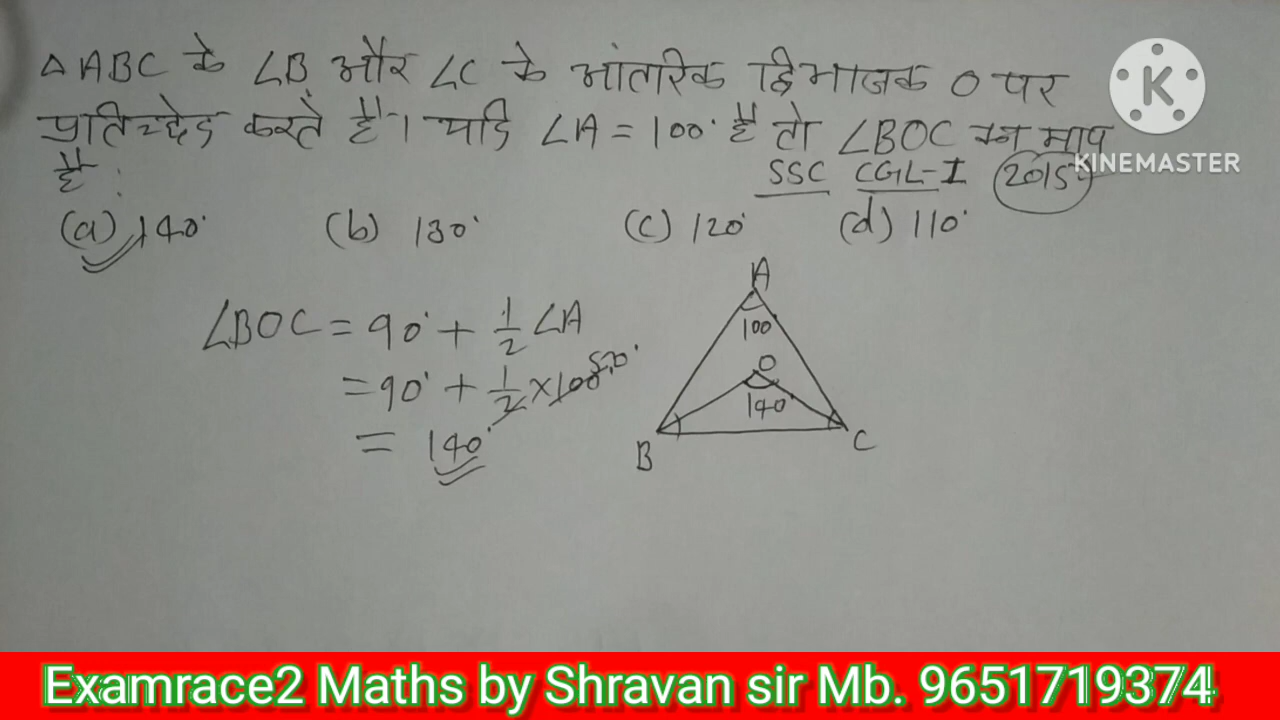 △ABC के ∠B और ∠C के आंतरिक द्विभाजक O पर
प्रतिच्छेद करते हैं। यदि ∠A = 100° है तो ∠BOC का माप
है :
SSC CGL-I 2015
(a) 140° (b) 130° (c) 120° (d) 110°
∠BOC = 90° + 1/2 ∠A
= 90° + 1/2 × 100° 50°
= 140°
A
100
O
140°
B
C
K
KINEMASTER
Examrace2 Maths by Shravan sir Mb. 9651719374